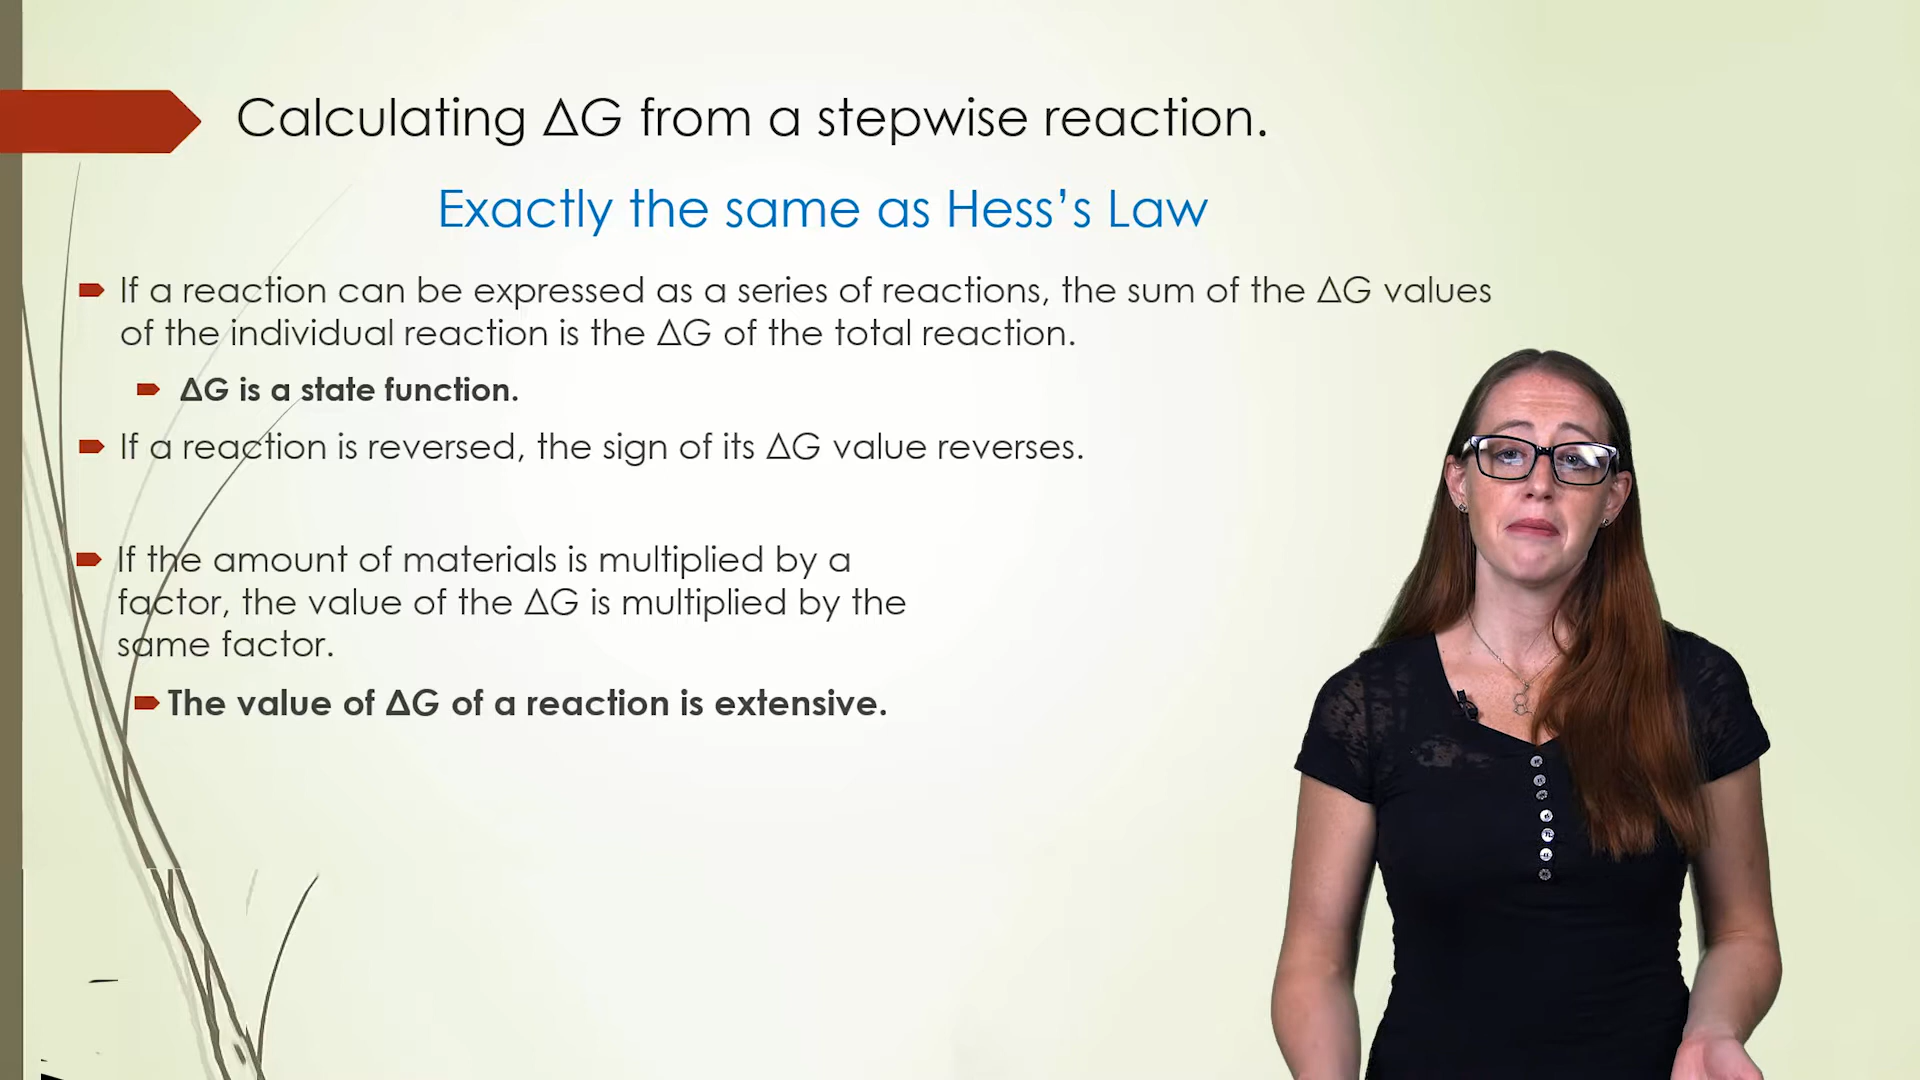 Calculating ΔG from a stepwise reaction.
Exactly the same as Hess’s Law
If a reaction can be expressed as a series of reactions, the sum of the ΔG values
of the individual reaction is the ΔG of the total reaction.
ΔG is a state function.
If a reaction is reversed, the sign of its ΔG value reverses.
If the amount of materials is multiplied by a
factor, the value of the ΔG is multiplied by the
same factor.
The value of ΔG of a reaction is extensive.